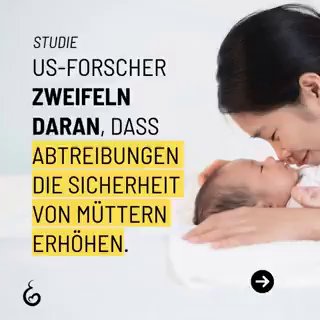 STUDIE
US-FORSCHER
ZWEIFELN
DARAN, DASS
ABTREIBUNGEN
DIE SICHERHEIT
VON MÜTTERN
ERHÖHEN.